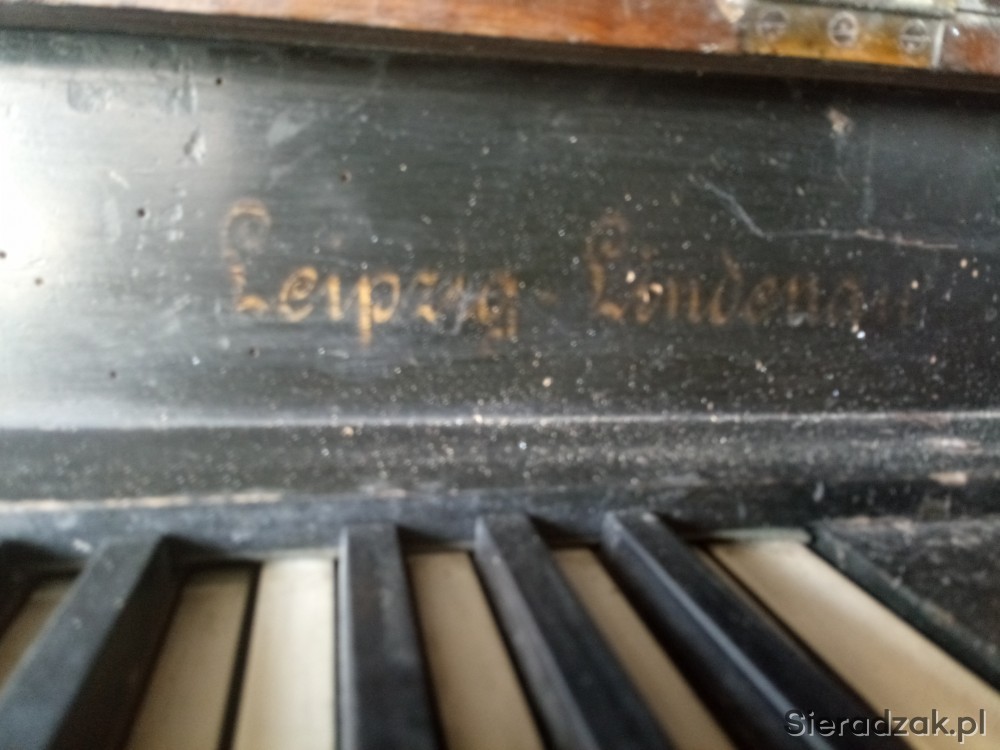 Leipzig - Lindenau
Sieradzak.pl